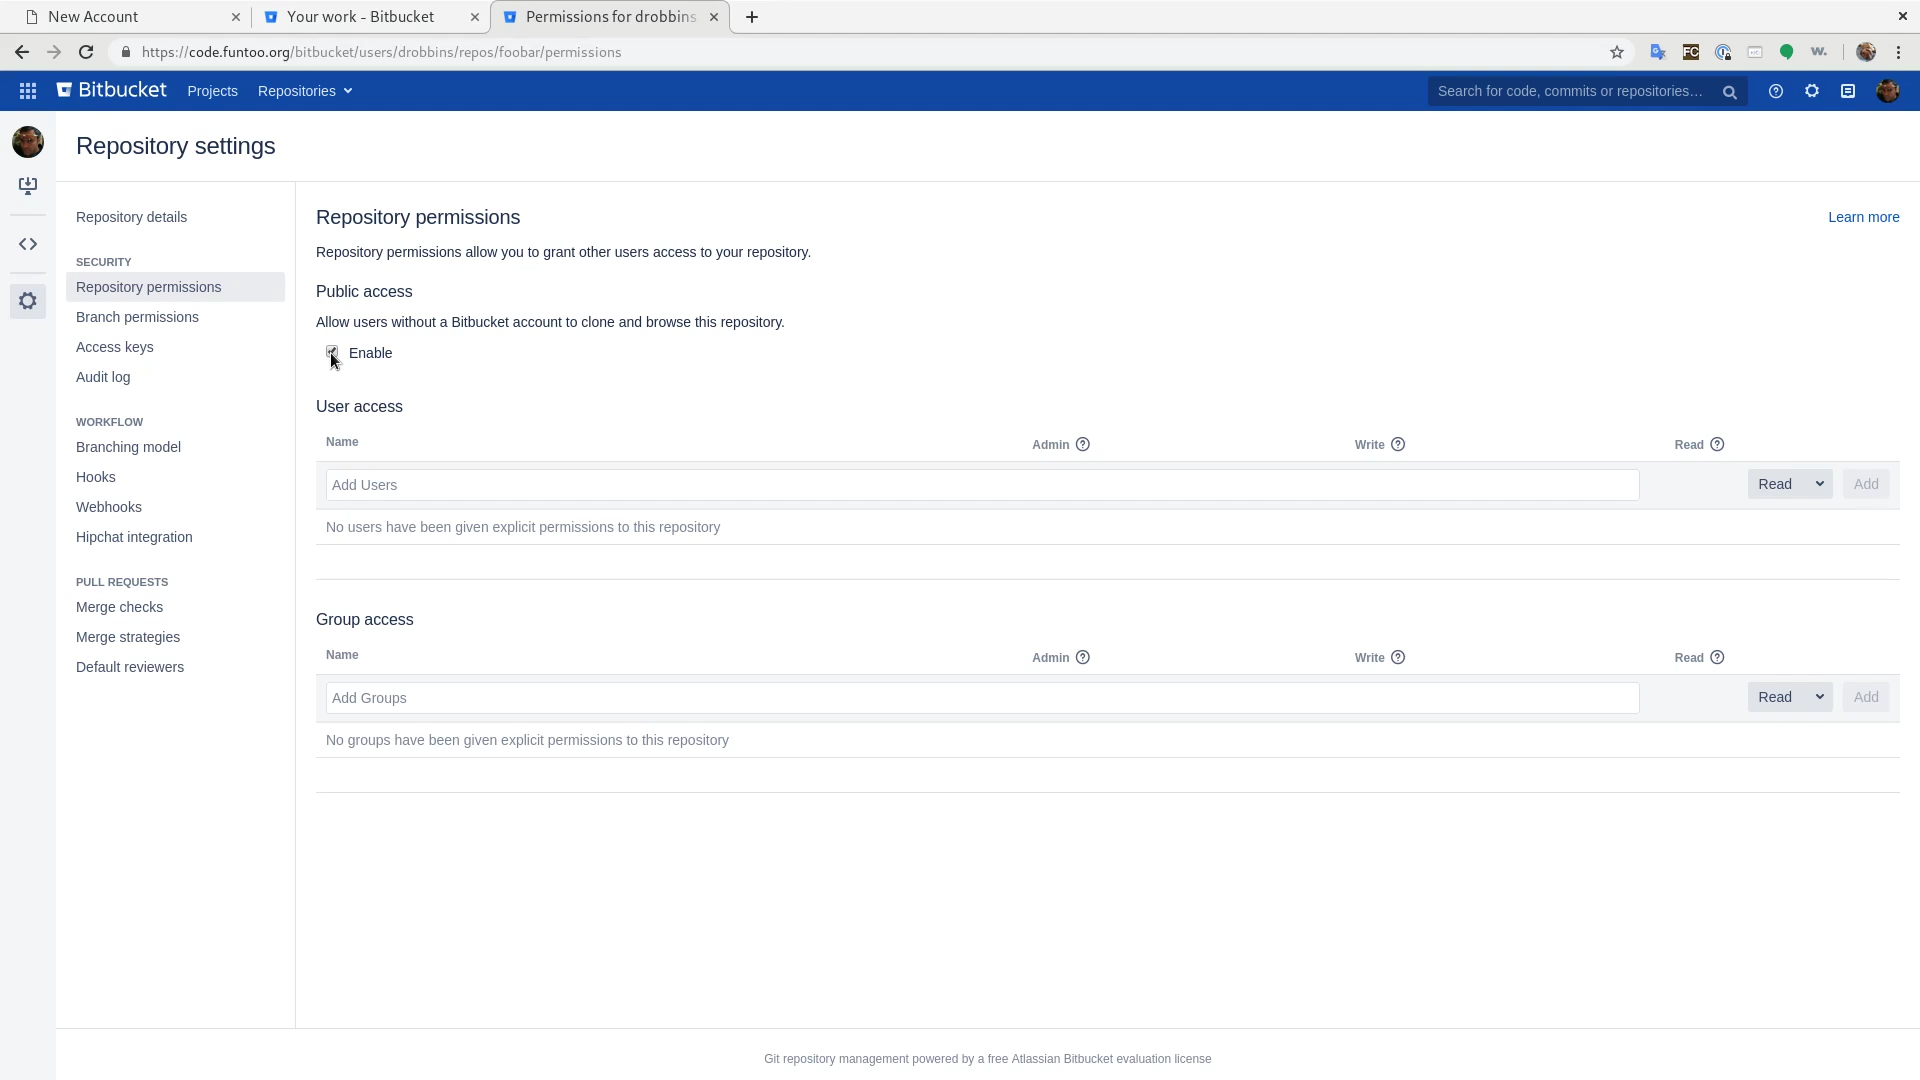 New Account
Your work - Bitbucket
Permissions for drobbins
https://code.funtoo.org/bitbucket/users/drobbins/repos/foobar/permissions
FC
w.
Bitbucket
Projects
Repositories
Search for code, commits or repositories…
Repository settings
Repository details
SECURITY
Repository permissions
Branch permissions
Access keys
Audit log
WORKFLOW
Branching model
Hooks
Webhooks
Hipchat integration
PULL REQUESTS
Merge checks
Merge strategies
Default reviewers
Repository permissions
Learn more
Repository permissions allow you to grant other users access to your repository.
Public access
Allow users without a Bitbucket account to clone and browse this repository.
Enable
User access
Name Admin Write Read
Add Users Read Add
No users have been given explicit permissions to this repository
Group access
Name Admin Write Read
Add Groups Read Add
No groups have been given explicit permissions to this repository
Git repository management powered by a free Atlassian Bitbucket evaluation license